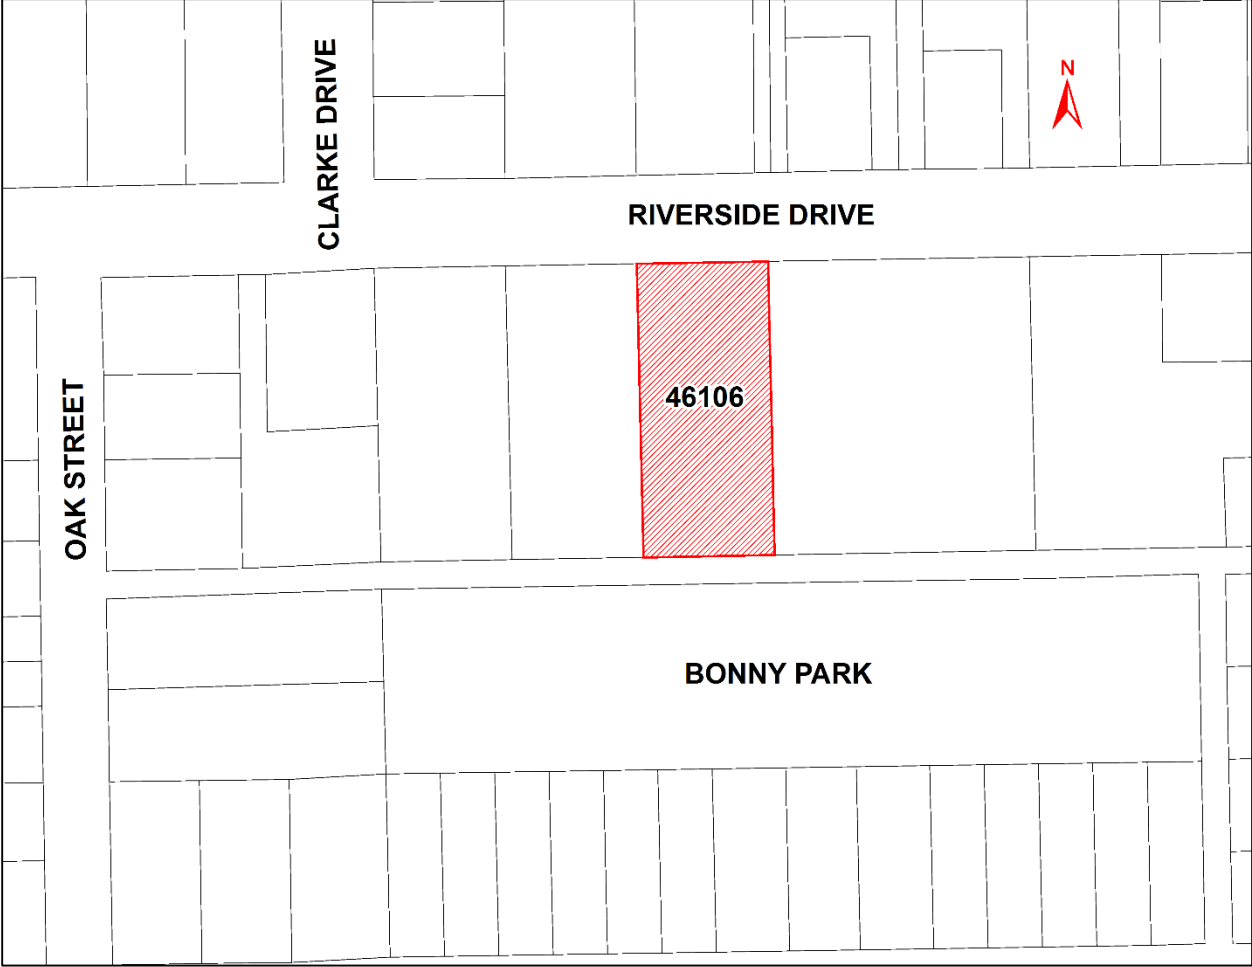 N
CLARKE DRIVE
RIVERSIDE DRIVE
46106
OAK STREET
BONNY PARK